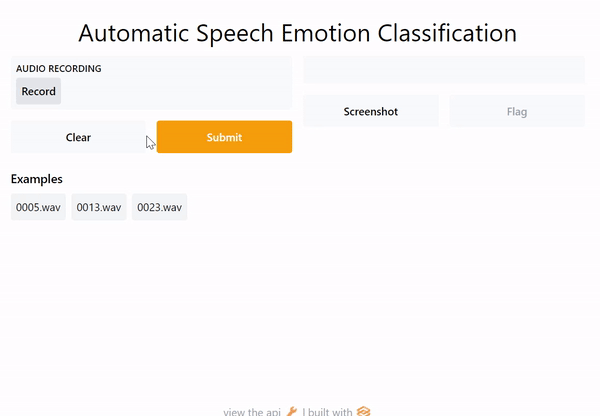 Automatic Speech Emotion Classification
AUDIO RECORDING
Record
Clear
Submit
Screenshot
Flag
Examples
0005.wav 0013.wav 0023.wav
view the api | built with